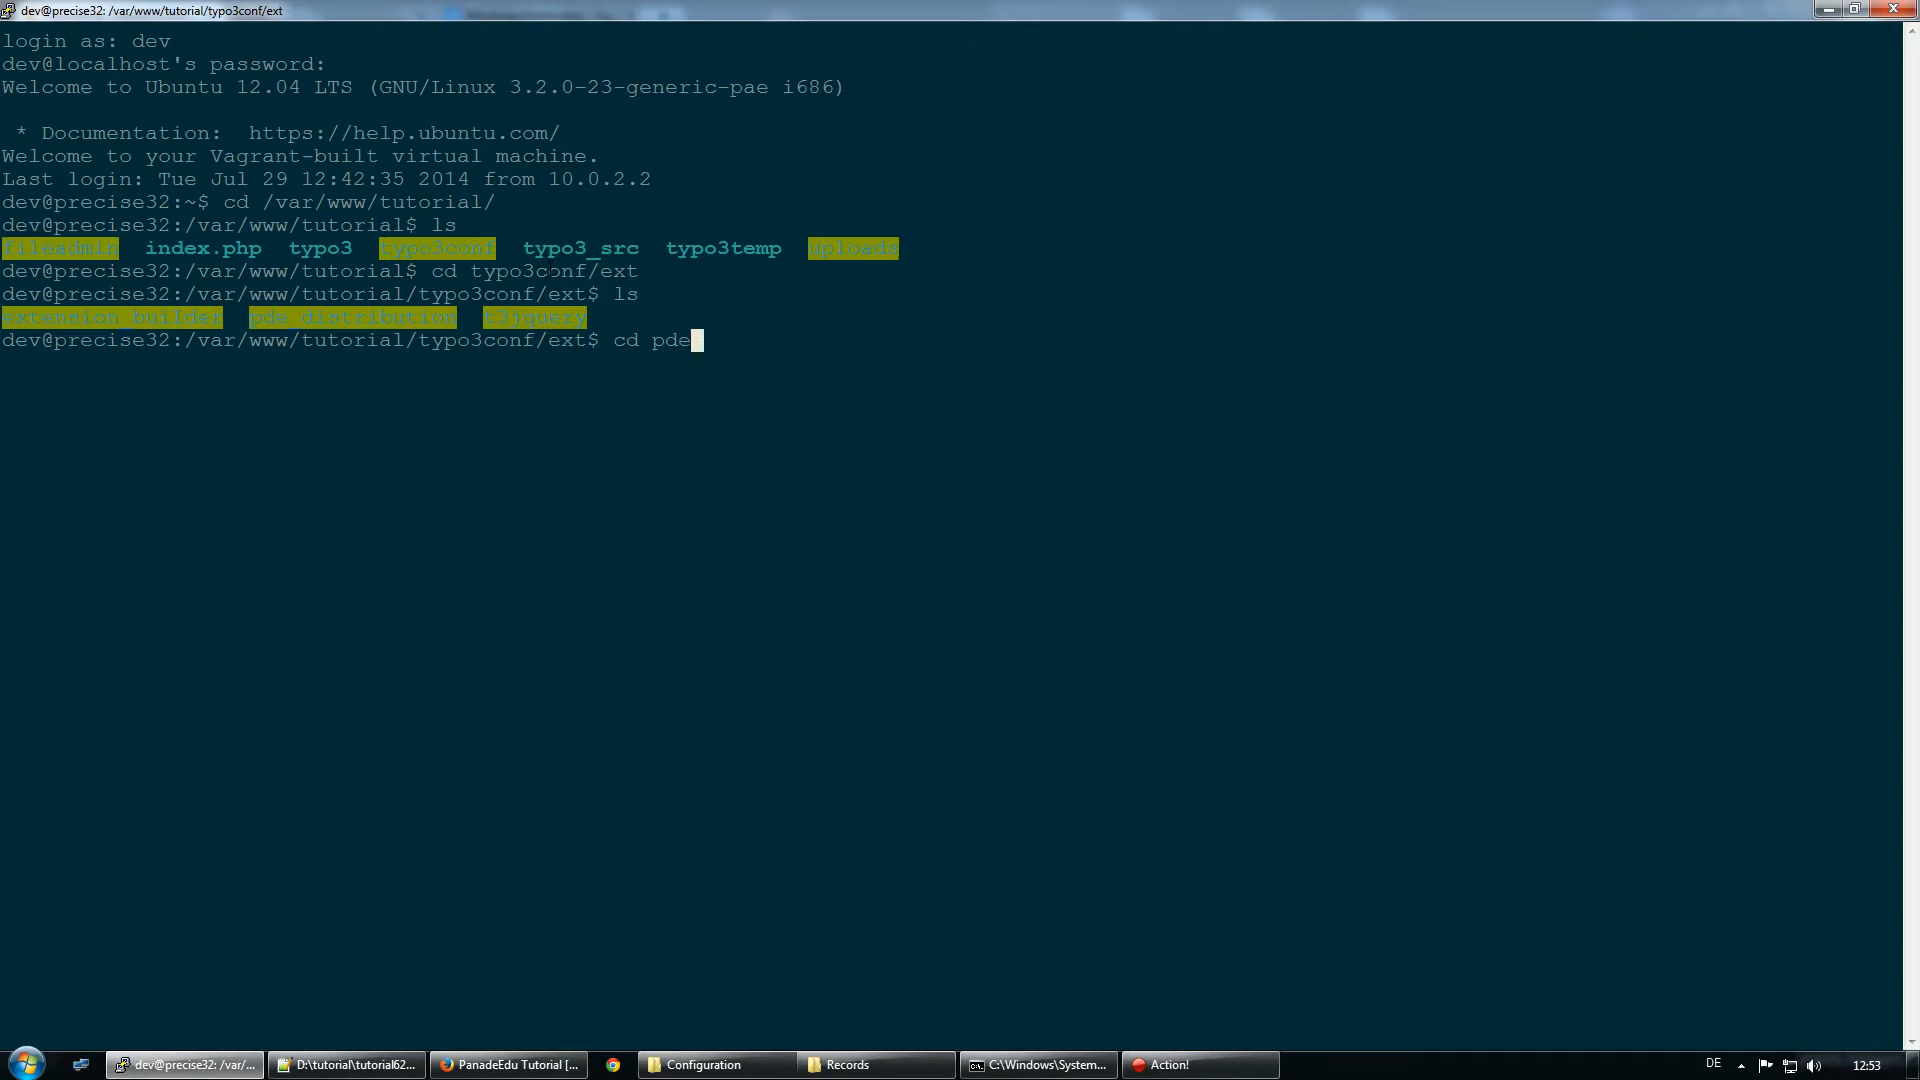 dev@precise32: /var/www/tutorial/typo3conf/ext
login as: dev
dev@localhost's password:
Welcome to Ubuntu 12.04 LTS (GNU/Linux 3.2.0-23-generic-pae i686)
* Documentation:  https://help.ubuntu.com/
Welcome to your Vagrant-built virtual machine.
Last login: Tue Jul 29 12:42:35 2014 from 10.0.2.2
dev@precise32:~$ cd /var/www/tutorial/
dev@precise32:/var/www/tutorial$ ls
fileadmin  index.php  typo3  typo3conf  typo3_src  typo3temp  uploads
dev@precise32:/var/www/tutorial$ cd typo3conf/ext
dev@precise32:/var/www/tutorial/typo3conf/ext$ ls
extension_builder  pde_distribution  t3jquery
dev@precise32:/var/www/tutorial/typo3conf/ext$ cd pde
dev@precise32: /var/... D:\tutorial\tutorial62... PanadeEdu Tutorial [... Configuration Records C:\Windows\System... Action! DE 12:53